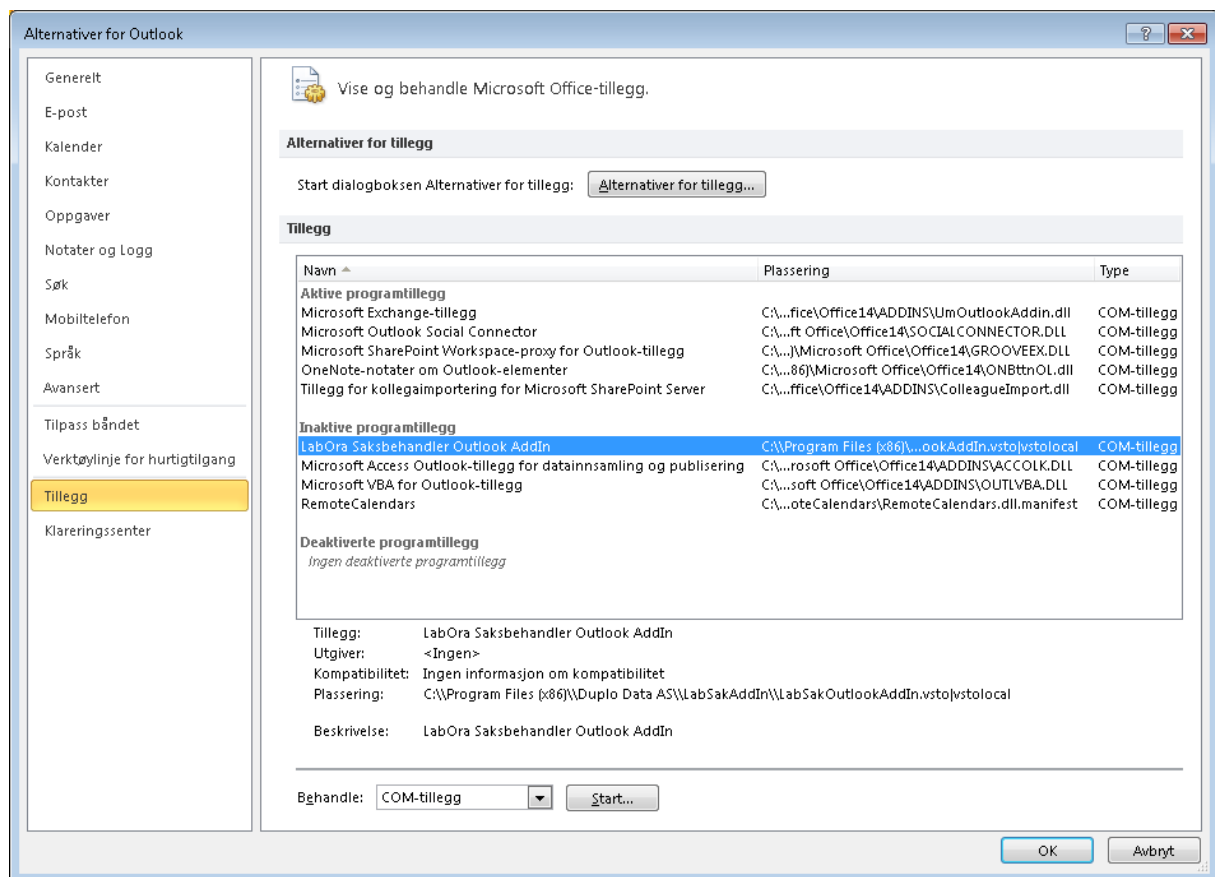 Alternativer for Outlook
Generelt
E-post
Kalender
Kontakter
Oppgaver
Notater og Logg
Søk
Mobiltelefon
Språk
Avansert
Tilpass båndet
Verktøylinje for hurtigtilgang
Tillegg
Klareringssenter
Vise og behandle Microsoft Office-tillegg.
Alternativer for tillegg
Start dialogboksen Alternativer for tillegg: Alternativer for tillegg...
Tillegg
Navn Plassering Type
Aktive programtillegg
Microsoft Exchange-tillegg C:\...fice\Office14\ADDINS\UmOutlookAddin.dll COM-tillegg
Microsoft Outlook Social Connector C:\...ft Office\Office14\SOCIALCONNECTOR.DLL COM-tillegg
Microsoft SharePoint Workspace-proxy for Outlook-tillegg C:\...)\Microsoft Office\Office14\GROOVEEX.DLL COM-tillegg
OneNote-notater om Outlook-elementer C:\...86)\Microsoft Office\Office14\ONBttnOL.dll COM-tillegg
Tillegg for kollegaimportering for Microsoft SharePoint Server C:\...ffice\Office14\ADDINS\ColleagueImport.dll COM-tillegg
Inaktive programtillegg
LabOra Saksbehandler Outlook AddIn C:\\Program Files (x86)\...ookAddIn.vsto|vstolocal COM-tillegg
Microsoft Access Outlook-tillegg for datainnsamling og publisering C:\...rosoft Office\Office14\ADDINS\ACCOLK.DLL COM-tillegg
Microsoft VBA for Outlook-tillegg C:\...soft Office\Office14\ADDINS\OUTLVBA.DLL COM-tillegg
RemoteCalendars C:\...oteCalendars\RemoteCalendars.dll.manifest COM-tillegg
Deaktiverte programtillegg
Ingen deaktiverte programtillegg
Tillegg: LabOra Saksbehandler Outlook AddIn
Utgiver: <Ingen>
Kompatibilitet: Ingen informasjon om kompatibilitet
Plassering: C:\\Program Files (x86)\\Duplo Data AS\\LabSakAddIn\\LabSakOutlookAddIn.vsto|vstolocal
Beskrivelse: LabOra Saksbehandler Outlook AddIn
Behandle: COM-tillegg Start...
OK Avbryt